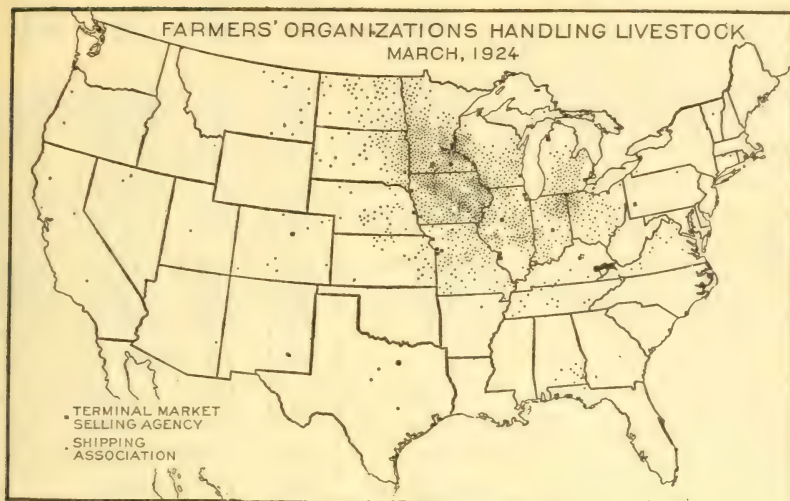 FARMERS' ORGANIZATIONS HANDLING LIVESTOCK
MARCH, 1924
TERMINAL MARKET
SELLING AGENCY
SHIPPING
ASSOCIATION